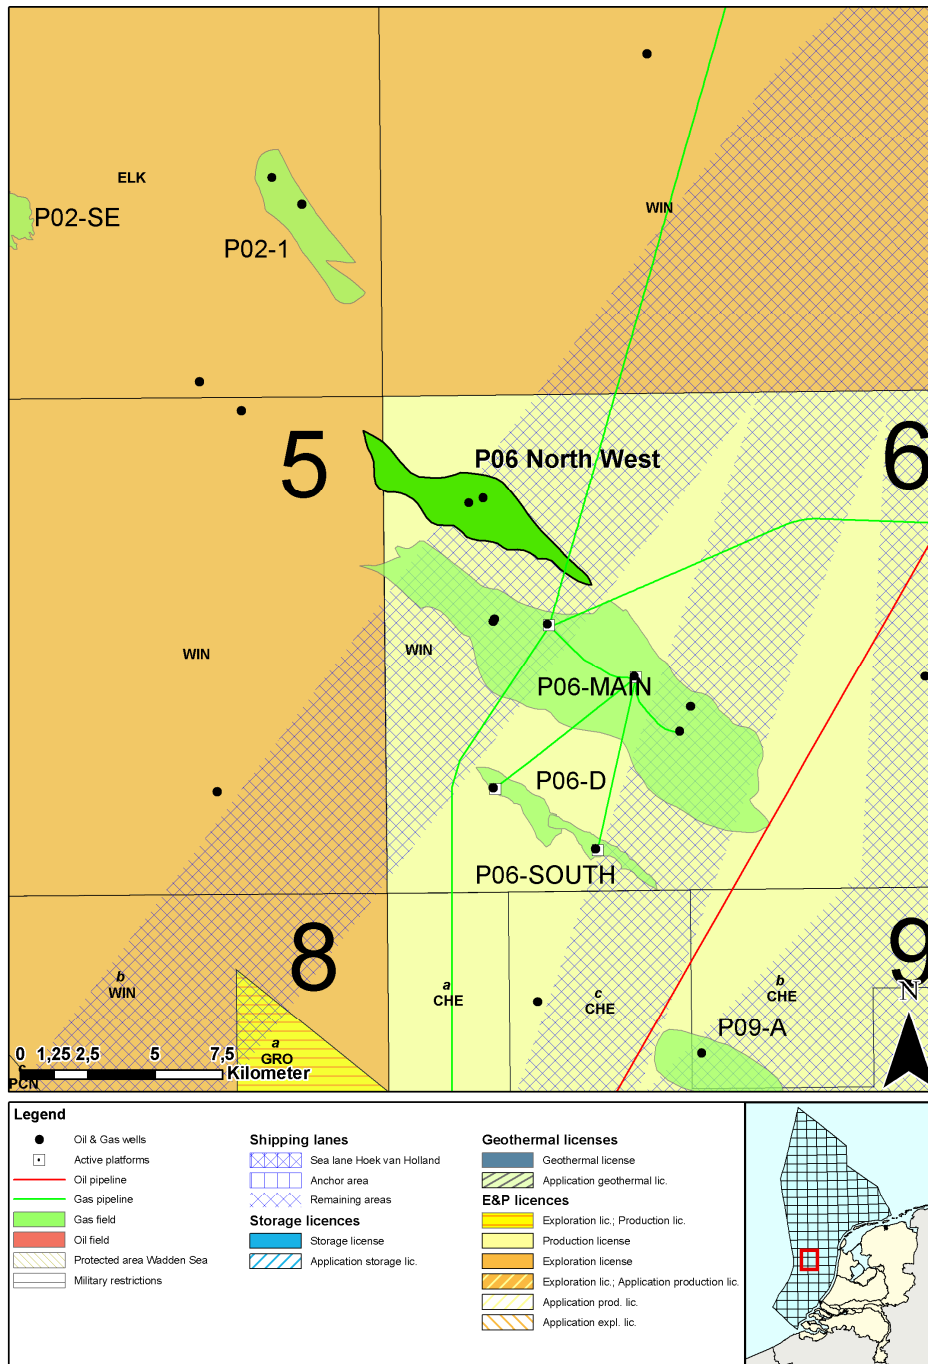 ELK
P02-SE
P02-1
WIN
5
P06 North West
6
WIN
WIN
P06-MAIN
P06-D
P06-SOUTH
8
9
N
b
WIN
a
CHE
c
CHE
b
CHE
P09-A
a
GRO
0 1,25 2,5 5 7,5
Kilometer
c
PCN
Legend
Oil & Gas wells
Active platforms
Oil pipeline
Gas pipeline
Gas field
Oil field
Protected area Wadden Sea
Military restrictions
Shipping lanes
Sea lane Hoek van Holland
Anchor area
Remaining areas
Storage licences
Storage license
Application storage lic.
Geothermal licenses
Geothermal license
Application geothermal lic.
E&P licences
Exploration lic.; Production lic.
Production license
Exploration license
Exploration lic.; Application production lic.
Application prod. lic.
Application expl. lic.